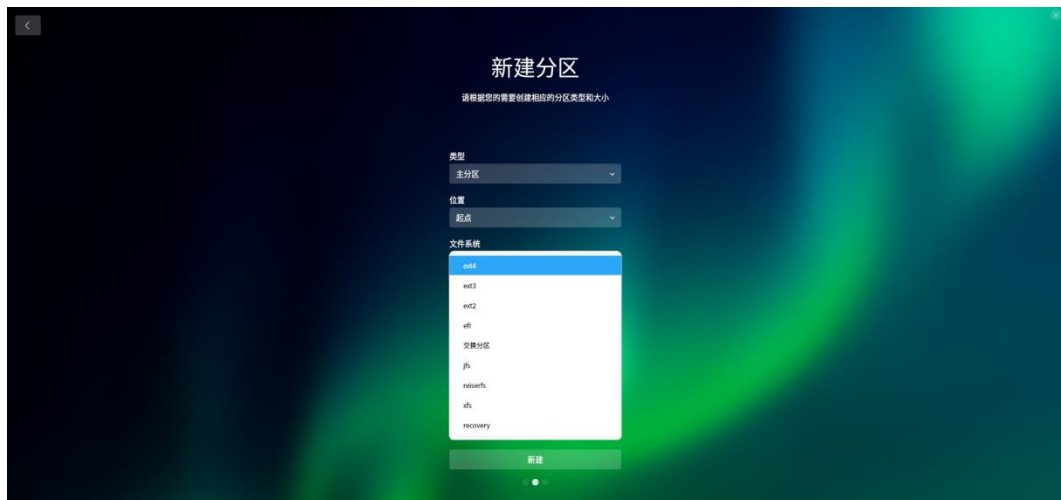 新建分区
请根据您的需要创建相应的分区类型和大小
类型
主分区
位置
起点
文件系统
ext4
ext3
ext2
efi
交换分区
jfs
reiserfs
xfs
recovery
新建